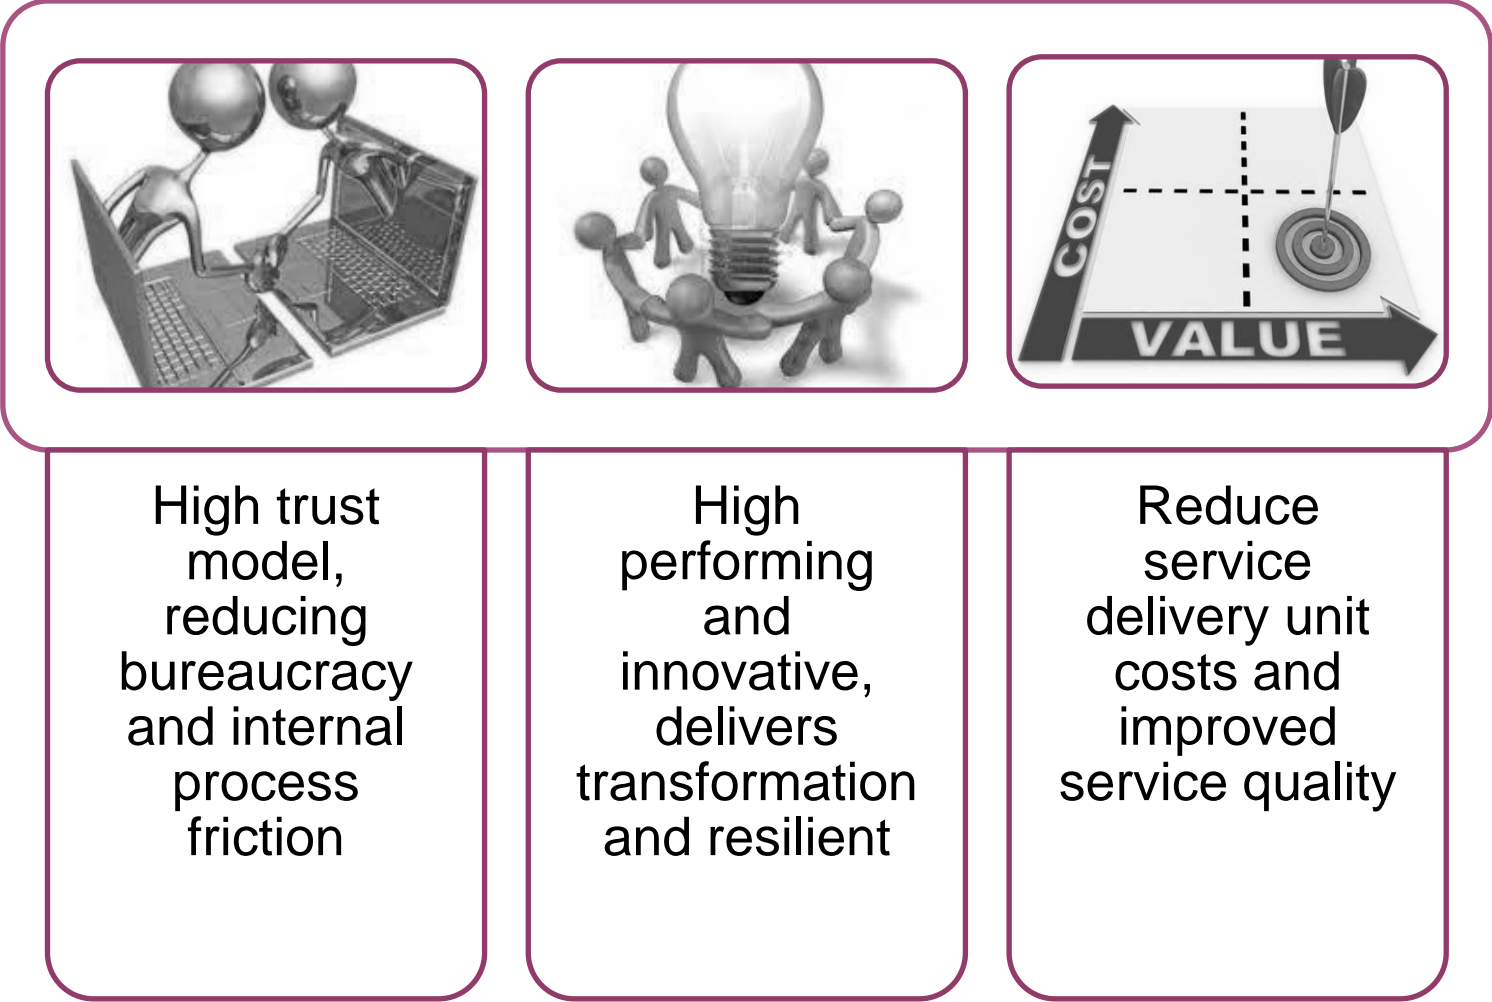 COST
VALUE
High trust
model,
reducing
bureaucracy
and internal
process
friction
High
performing
and
innovative,
delivers
transformation
and resilient
Reduce
service
delivery unit
costs and
improved
service quality